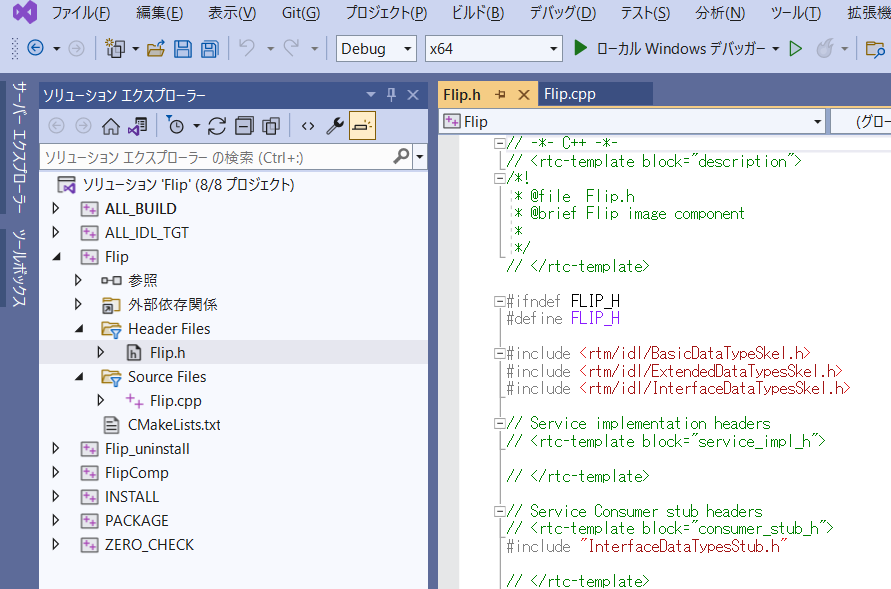 ファイル(F) 編集(E) 表示(V) Git(G) プロジェクト(P) ビルド(B) デバッグ(D) テスト(S) 分析(N) ツール(T) 拡張機
Debug x64 ローカル Windows デバッガー
サーバー エクスプローラー
ツールボックス
ソリューション エクスプローラー
ソリューション エクスプローラー の検索 (Ctrl+:)
ソリューション 'Flip' (8/8 プロジェクト)
ALL_BUILD
ALL_IDL_TGT
Flip
参照
外部依存関係
Header Files
Flip.h
Source Files
Flip.cpp
CMakeLists.txt
Flip_uninstall
FlipComp
INSTALL
PACKAGE
ZERO_CHECK
Flip.h Flip.cpp
Flip (グロー
// -*- C++ -*-
// <rtc-template block="description">
/*!
* @file Flip.h
* @brief Flip image component
*
*/
// </rtc-template>
#ifndef FLIP_H
#define FLIP_H
#include <rtm/idl/BasicDataTypeSkel.h>
#include <rtm/idl/ExtendedDataTypesSkel.h>
#include <rtm/idl/InterfaceDataTypesSkel.h>
// Service implementation headers
// <rtc-template block="service_impl_h">
// </rtc-template>
// Service Consumer stub headers
// <rtc-template block="consumer_stub_h">
#include "InterfaceDataTypesStub.h"
// </rtc-template>